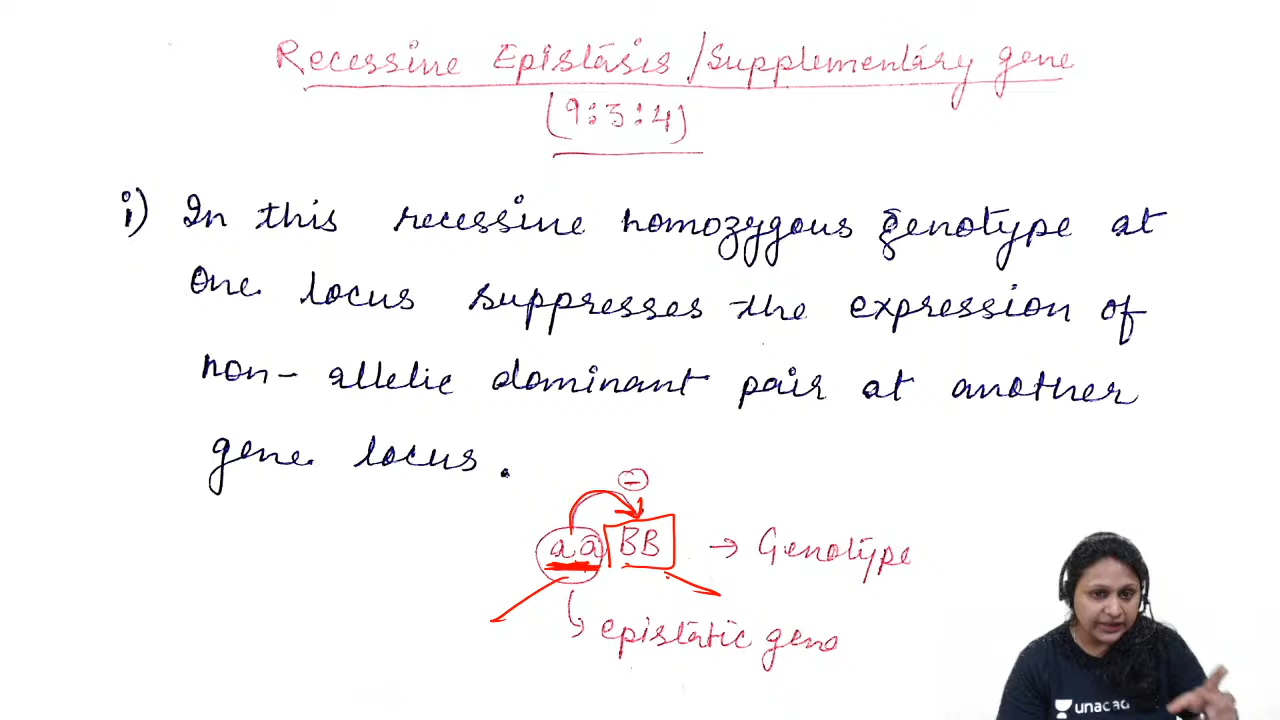 Recessive Epistasis / Supplementary gene
(9:3:4)
i) In this recessive homozygous genotype at
one locus suppresses the expression of
non-allelic dominant pair at another
gene locus.
-
aa BB → Genotype
epistatic gene
unacad